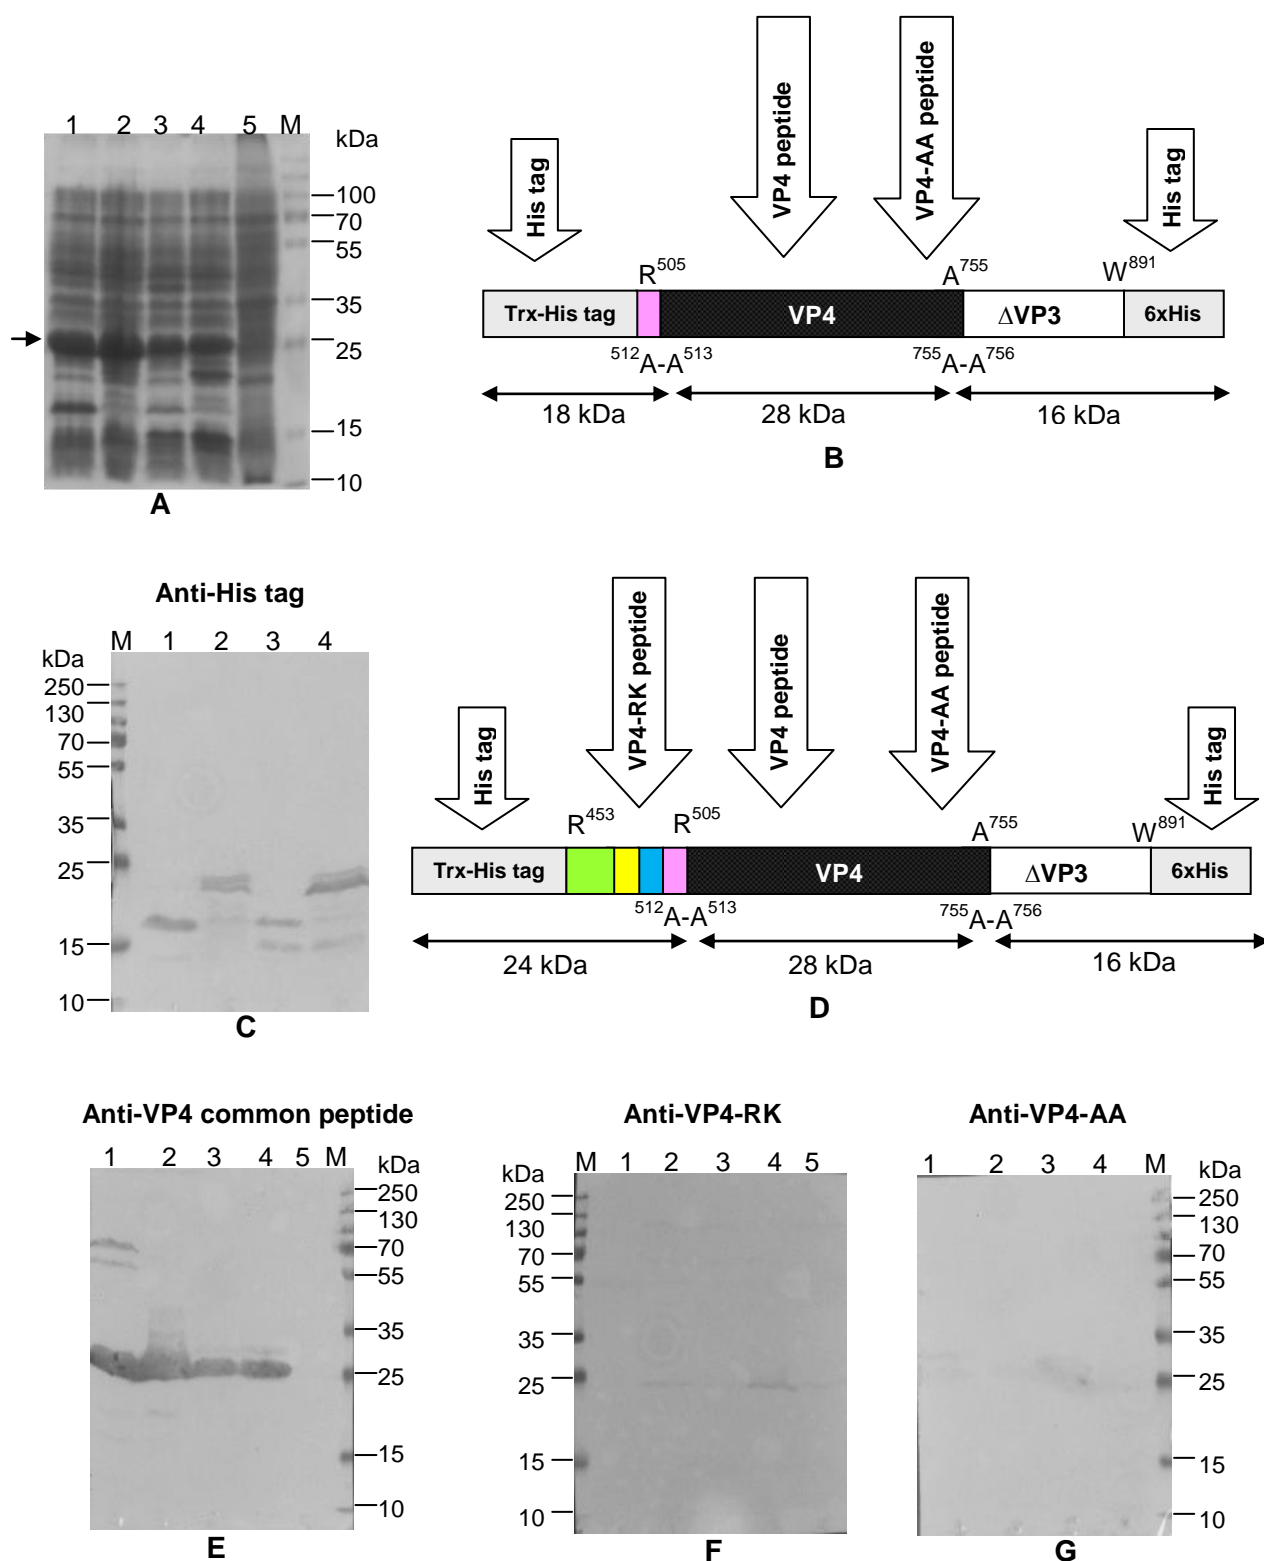 1 2 3 4 5 M
kDa
100
70
55
35
25
15
10
A
His tag
VP4 peptide
VP4-AA peptide
His tag
R505
A755
W891
Trx-His tag
VP4
ΔVP3
6xHis
512A-A513
755A-A756
18 kDa
28 kDa
16 kDa
B
Anti-His tag
M 1 2 3 4
kDa
250
130
70
55
35
25
15
10
C
His tag
VP4-RK peptide
VP4 peptide
VP4-AA peptide
His tag
R453
R505
A755
W891
Trx-His tag
VP4
ΔVP3
6xHis
512A-A513
755A-A756
24 kDa
28 kDa
16 kDa
D
Anti-VP4 common peptide
1 2 3 4 5 M
kDa
250
130
70
55
35
25
15
10
E
Anti-VP4-RK
M 1 2 3 4 5
kDa
250
130
70
55
35
25
15
10
F
Anti-VP4-AA
1 2 3 4 M
kDa
250
130
70
55
35
25
15
10
G